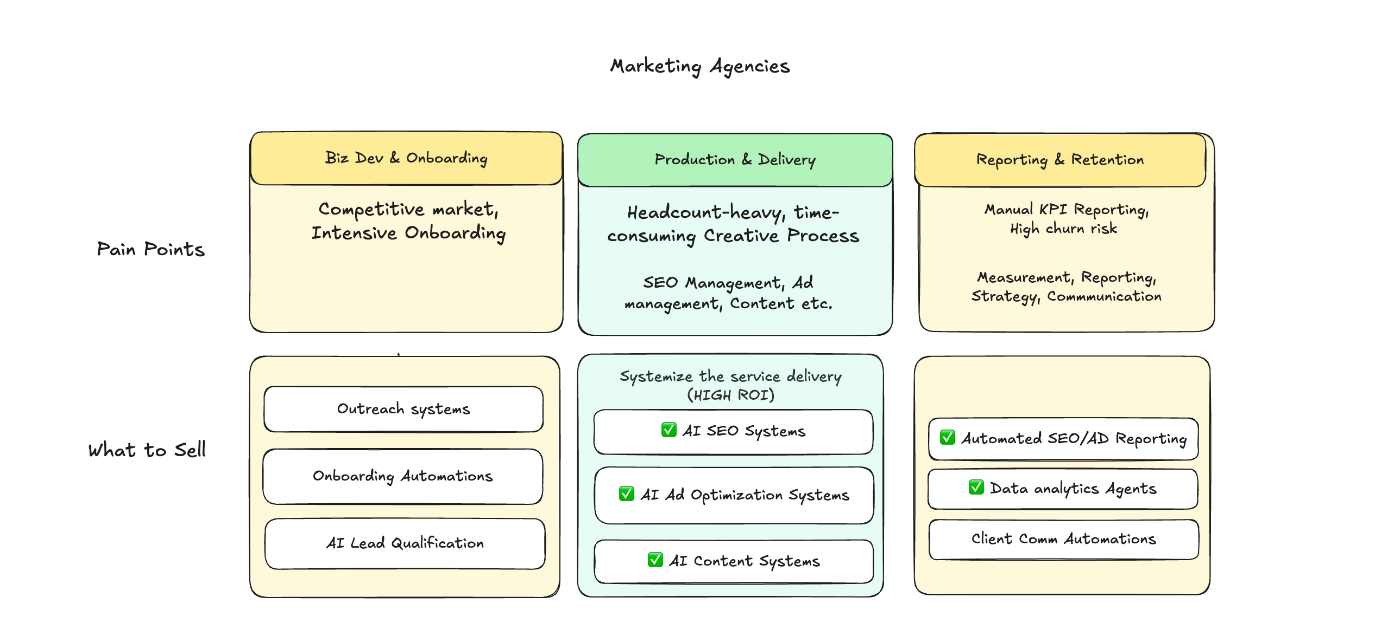 Marketing Agencies
Biz Dev & Onboarding
Production & Delivery
Reporting & Retention
Pain Points
Competitive market,
Intensive Onboarding
Headcount-heavy, time-
consuming Creative Process
SEO Management, Ad
management, Content etc.
Manual KPI Reporting,
High churn risk
Measurement, Reporting,
Strategy, Commmunication
What to Sell
Outreach systems
Onboarding Automations
AI Lead Qualification
Systemize the service delivery
(HIGH ROI)
✅ AI SEO Systems
✅ AI Ad Optimization Systems
✅ AI Content Systems
✅ Automated SEO/AD Reporting
✅ Data analytics Agents
Client Comm Automations